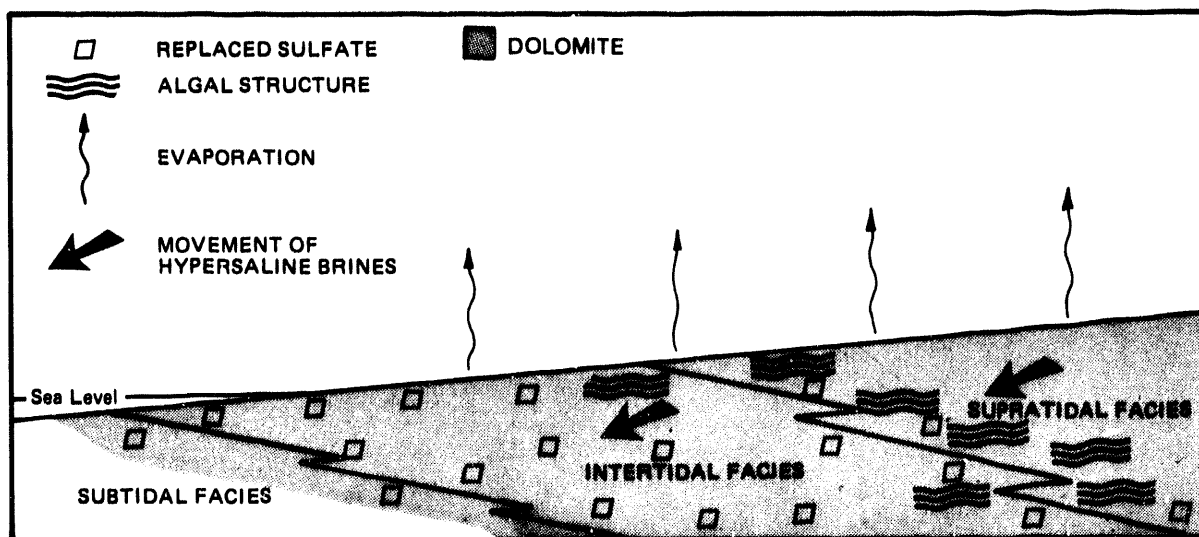 REPLACED SULFATE
DOLOMITE
ALGAL STRUCTURE
EVAPORATION
MOVEMENT OF
HYPERSALINE BRINES
Sea Level
SUPRATIDAL FACIES
INTERTIDAL FACIES
SUBTIDAL FACIES